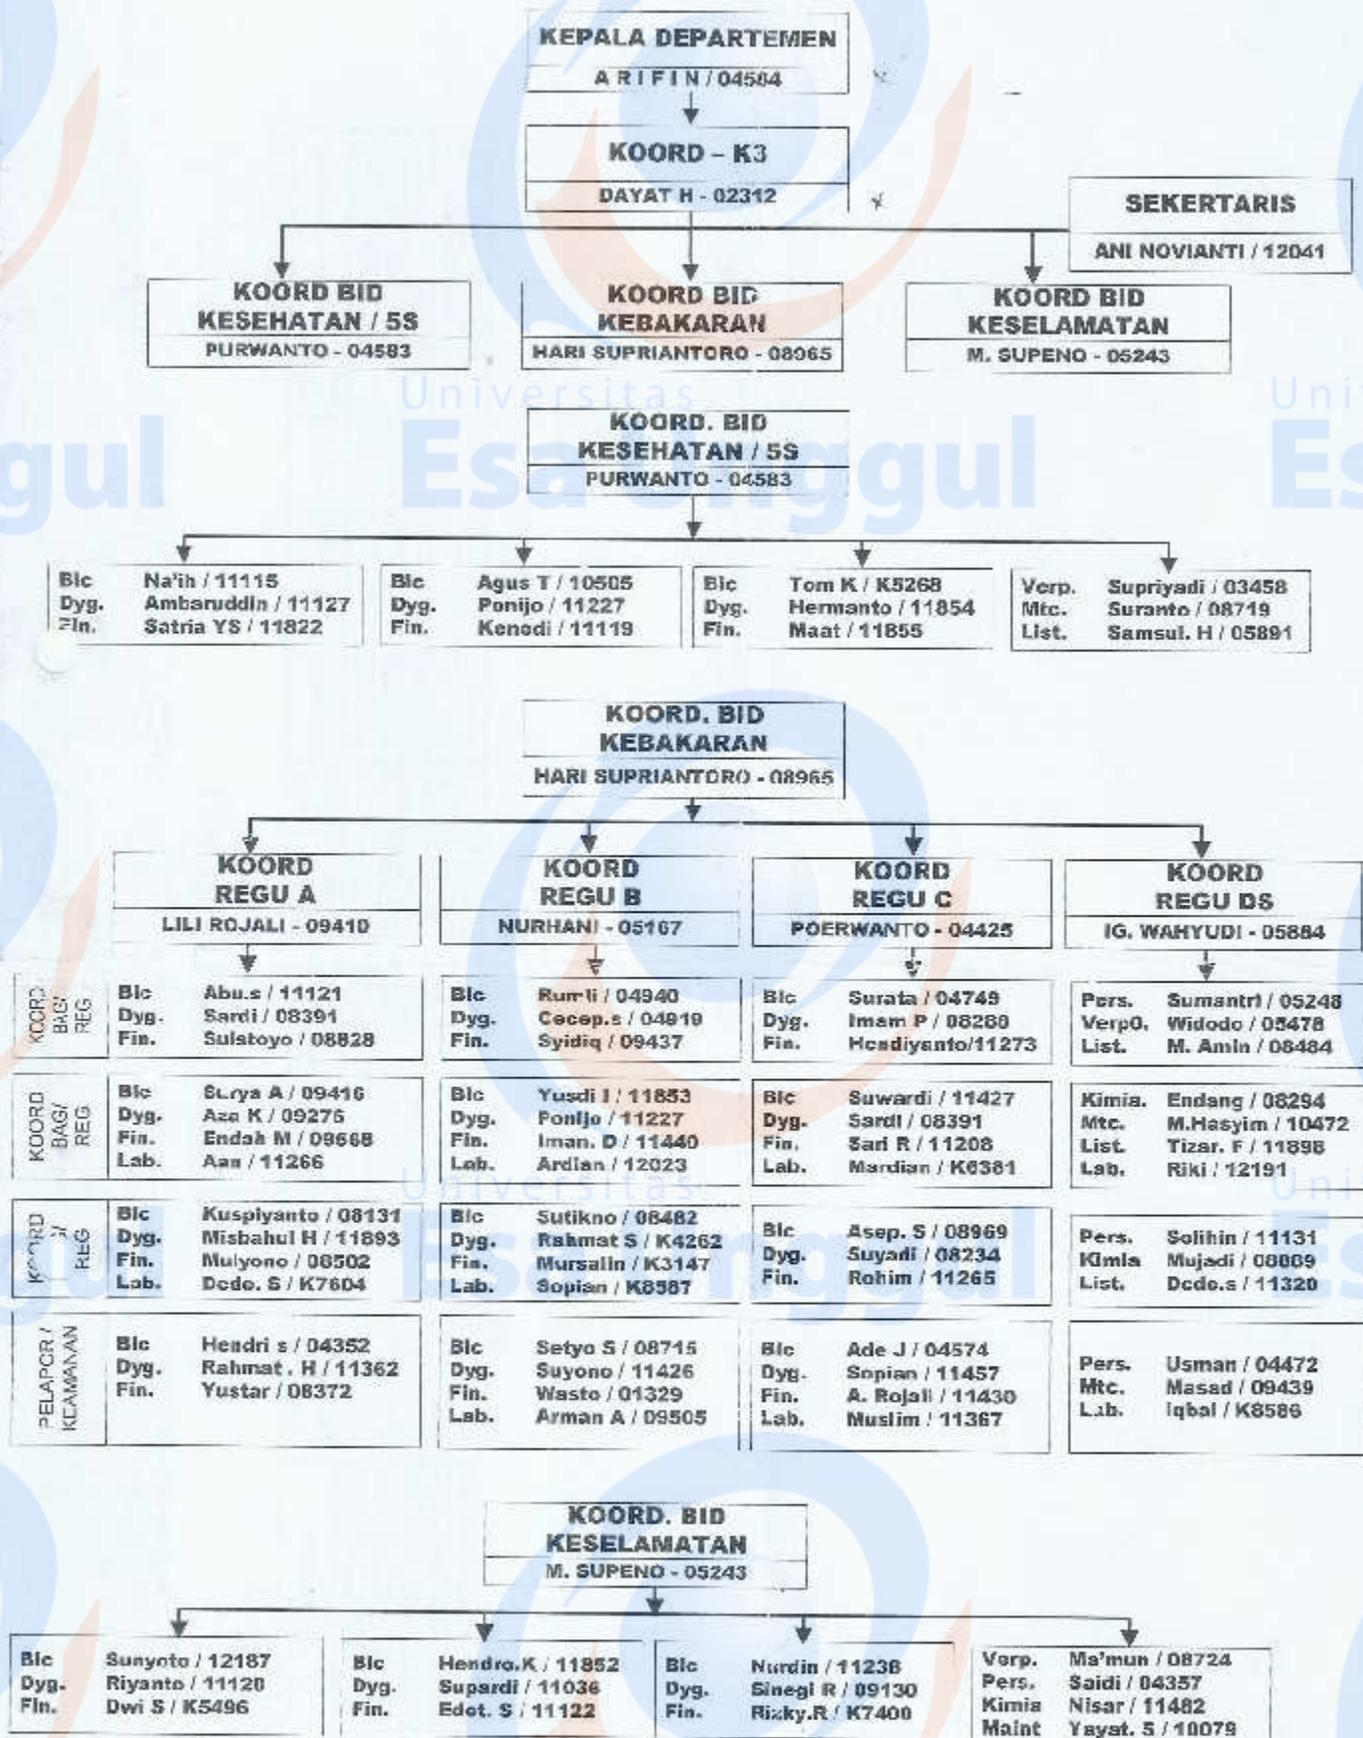 KEPALA DEPARTEMEN
A R I F I N / 04584
KOORD – K3
DAYAT H - 02312
SEKERTARIS
ANI NOVIANTI / 12041
KOORD BID
KESEHATAN / 5S
PURWANTO - 04583
KOORD BID
KEBAKARAN
HARI SUPRIANTORO - 08965
KOORD BID
KESELAMATAN
M. SUPENO - 05243
Universitas
Esa Unggul
KOORD. BID
KESEHATAN / 5S
PURWANTO - 04583
Blc Na'ih / 11115
Dyg. Ambaruddin / 11127
Fin. Satria YS / 11822
Blc Agus T / 10505
Dyg. Ponijo / 11227
Fin. Kenedi / 11119
Blc Tom K / K5268
Dyg. Hermanto / 11854
Fin. Maat / 11855
Verp. Supriyadi / 03458
Mtc. Suranto / 08719
List. Samsul. H / 05891
KOORD. BID
KEBAKARAN
HARI SUPRIANTORO - 08965
KOORD
REGU A
LILI ROJALI - 09410
KOORD
REGU B
NURHANI - 05167
KOORD
REGU C
POERWANTO - 04425
KOORD
REGU DS
IG. WAHYUDI - 05884
KOORD
BAG/
REG
Blc Abu.s / 11121
Dyg. Sardi / 08391
Fin. Sulstoyo / 08828
Blc Rumli / 04940
Dyg. Cecep.s / 04919
Fin. Syidiq / 09437
Blc Surata / 04749
Dyg. Imam P / 08288
Fin. Hendiyanto/11273
Pers. Sumantri / 05248
Verp0. Widodo / 05478
List. M. Amin / 08484
KOORD
BAG/
REG
Blc Surya A / 09416
Dyg. Aza K / 09276
Fin. Endah M / 09668
Lab. Aan / 11266
Blc Yusdi I / 11853
Dyg. Ponijo / 11227
Fin. Iman. D / 11440
Lab. Ardian / 12023
Blc Suwardi / 11427
Dyg. Sardi / 08391
Fin. Sari R / 11208
Lab. Mardian / K6381
Kimia. Endang / 08294
Mtc. M.Hasyim / 10472
List. Tizar. F / 11898
Lab. Riki / 12191
KOORD
REG
Blc Kuspiyanto / 08131
Dyg. Misbahul H / 11893
Fin. Mulyono / 08502
Lab. Dede. S / K7604
Blc Sutikno / 08482
Dyg. Rahmat S / K4262
Fin. Mursalin / K3147
Lab. Sopian / K8587
Blc Asep. S / 08969
Dyg. Suyadi / 08234
Fin. Rohim / 11265
Pers. Solihin / 11131
Kimia Mujadi / 08889
List. Dede.s / 11320
PELAPOR /
KEAMANAN
Blc Hendri s / 04352
Dyg. Rahmat . H / 11362
Fin. Yustar / 08372
Blc Setyo S / 08715
Dyg. Suyono / 11426
Fin. Wasto / 01329
Lab. Arman A / 09505
Blc Ade J / 04574
Dyg. Sopian / 11457
Fin. A. Rojali / 11430
Lab. Muslim / 11367
Pers. Usman / 04472
Mtc. Masad / 09439
Lab. Iqbal / K8586
KOORD. BID
KESELAMATAN
M. SUPENO - 05243
Blc Sunyoto / 12187
Dyg. Riyanto / 11120
Fin. Dwi S / K5496
Blc Hendro.K / 11852
Dyg. Supardi / 11036
Fin. Edot. S / 11122
Blc Nurdin / 11236
Dyg. Sinegi R / 09130
Fin. Rizky.R / K7400
Verp. Ma'mun / 08724
Pers. Saidi / 04357
Kimia Nisar / 11482
Maint Yayat. S / 10079